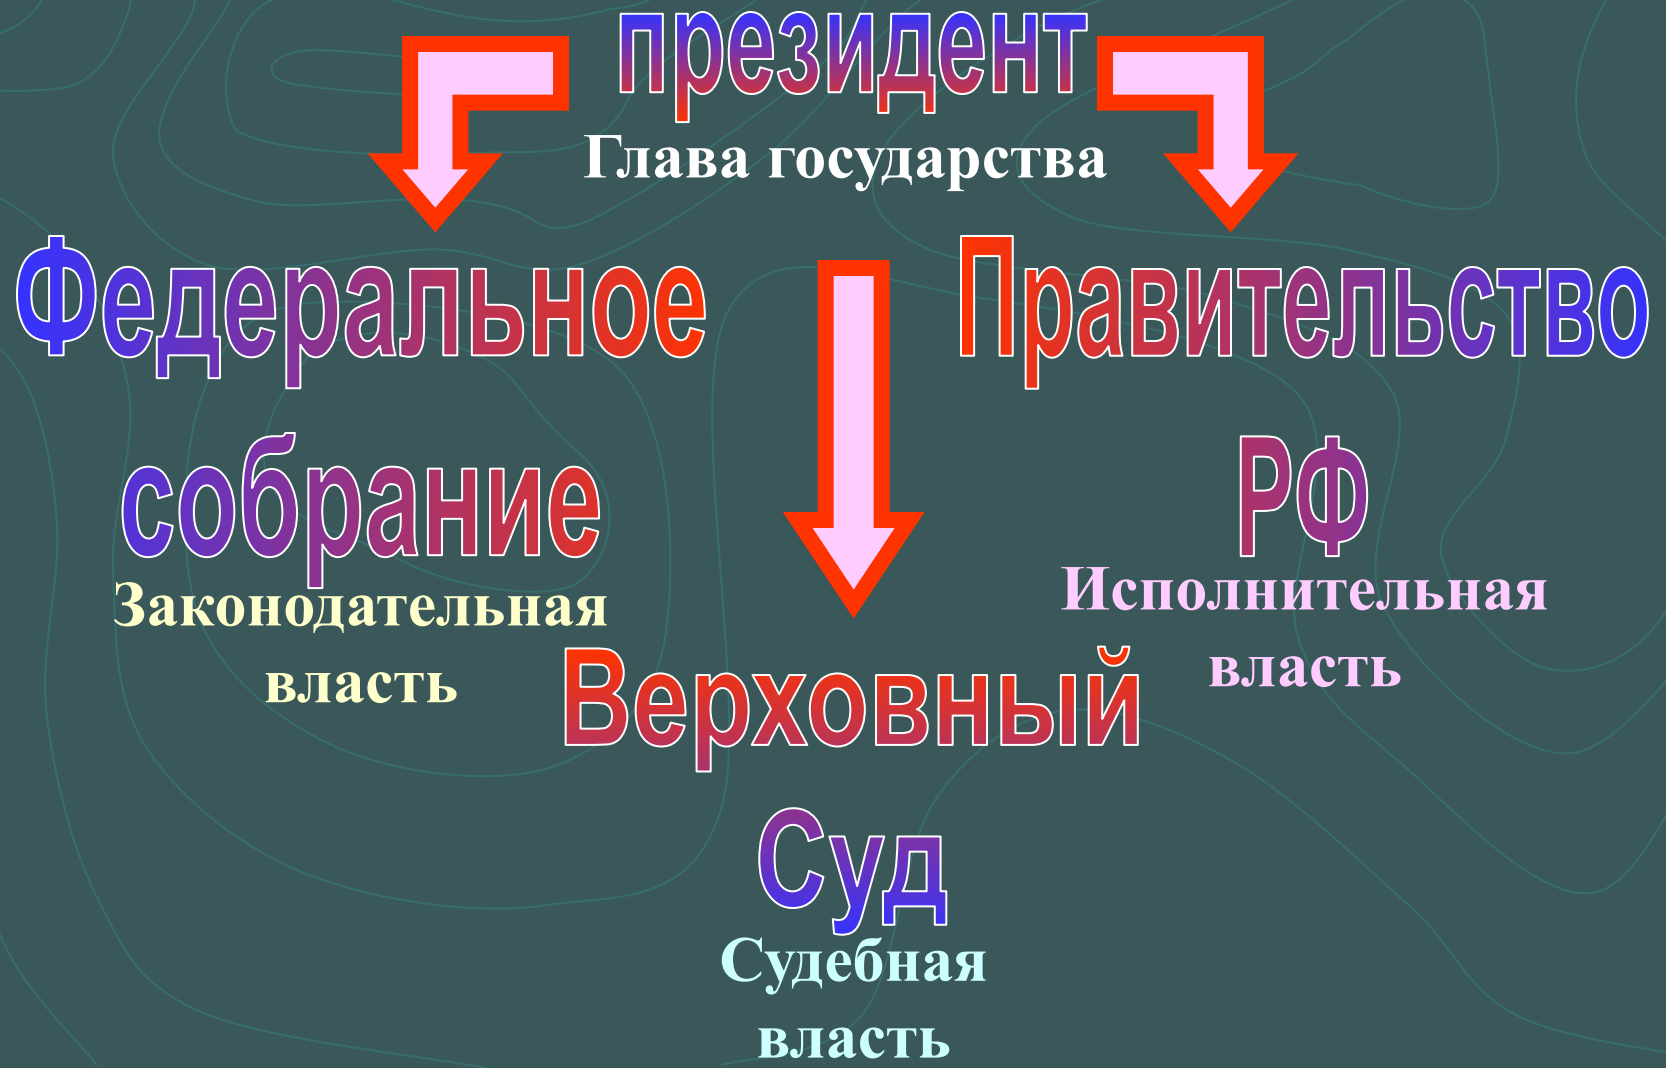 президент
Глава государства
Федеральное
собрание
Законодательная
власть
Правительство
РФ
Исполнительная
власть
Верховный
Суд
Судебная
власть